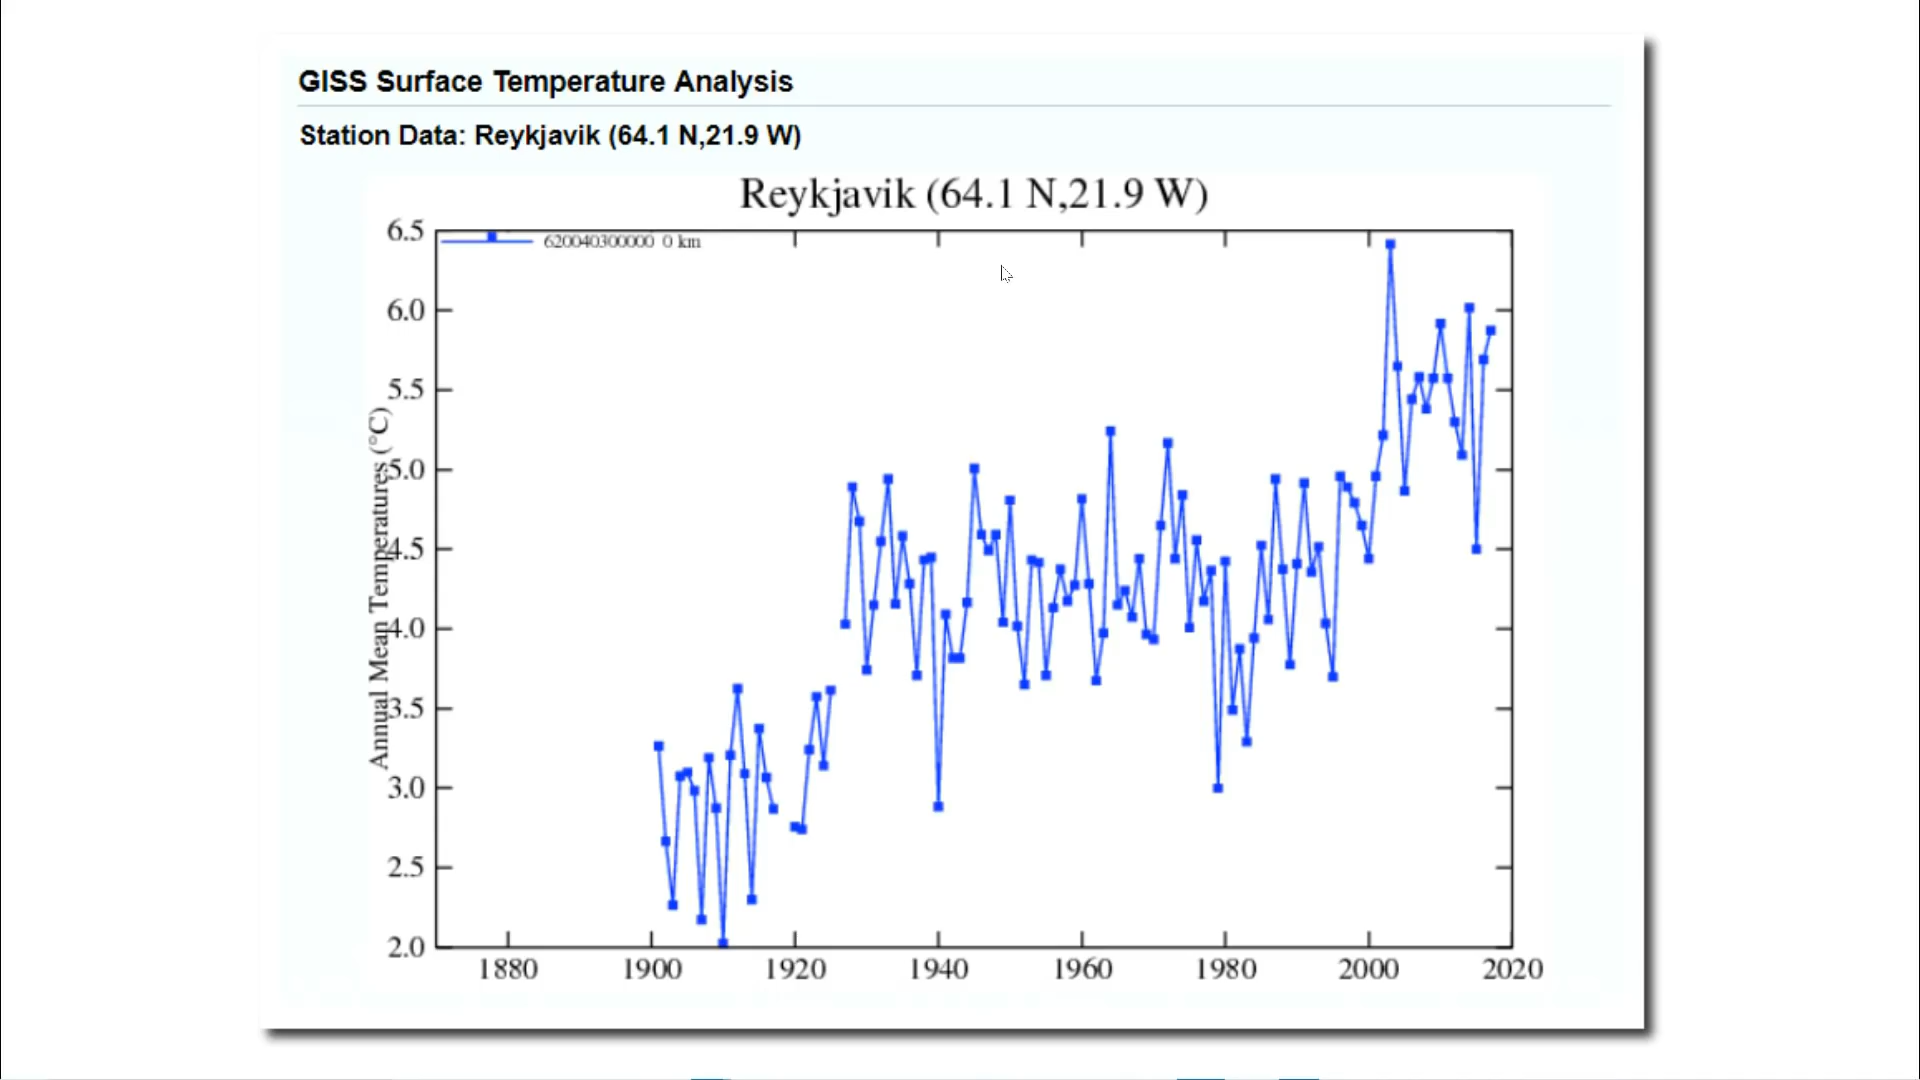 GISS Surface Temperature Analysis
Station Data: Reykjavik (64.1 N,21.9 W)
Reykjavik (64.1 N,21.9 W)
620040300000 0 km
6.5
6.0
5.5
5.0
4.5
4.0
3.5
3.0
2.5
2.0
Annual Mean Temperatures (°C)
1880 1900 1920 1940 1960 1980 2000 2020